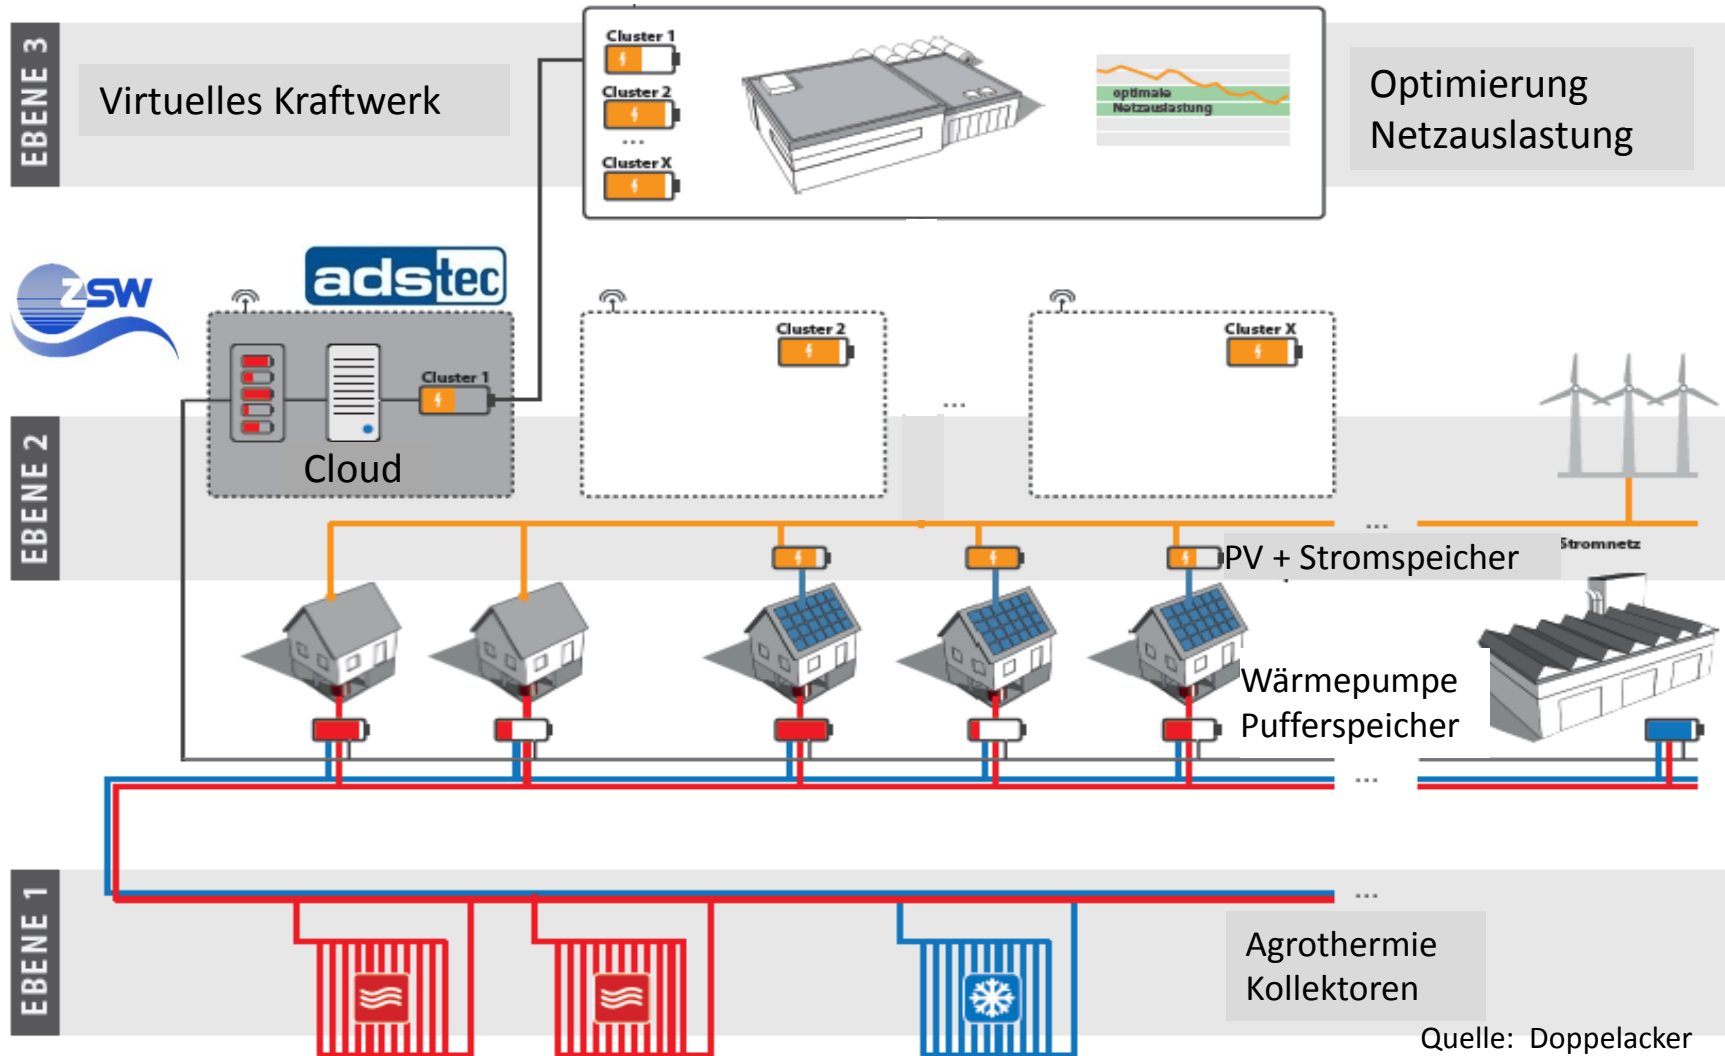 EBENE 3
Virtuelles Kraftwerk
Cluster 1
Cluster 2
...
Cluster X
optimale
Netzauslastung
Optimierung
Netzauslastung
ZSW
adstec
Cluster 1
Cloud
Cluster 2
...
Cluster X
EBENE 2
...
Stromnetz
PV + Stromspeicher
Wärmepumpe
Pufferspeicher
...
EBENE 1
...
Agrothermie
Kollektoren
Quelle: Doppelacker